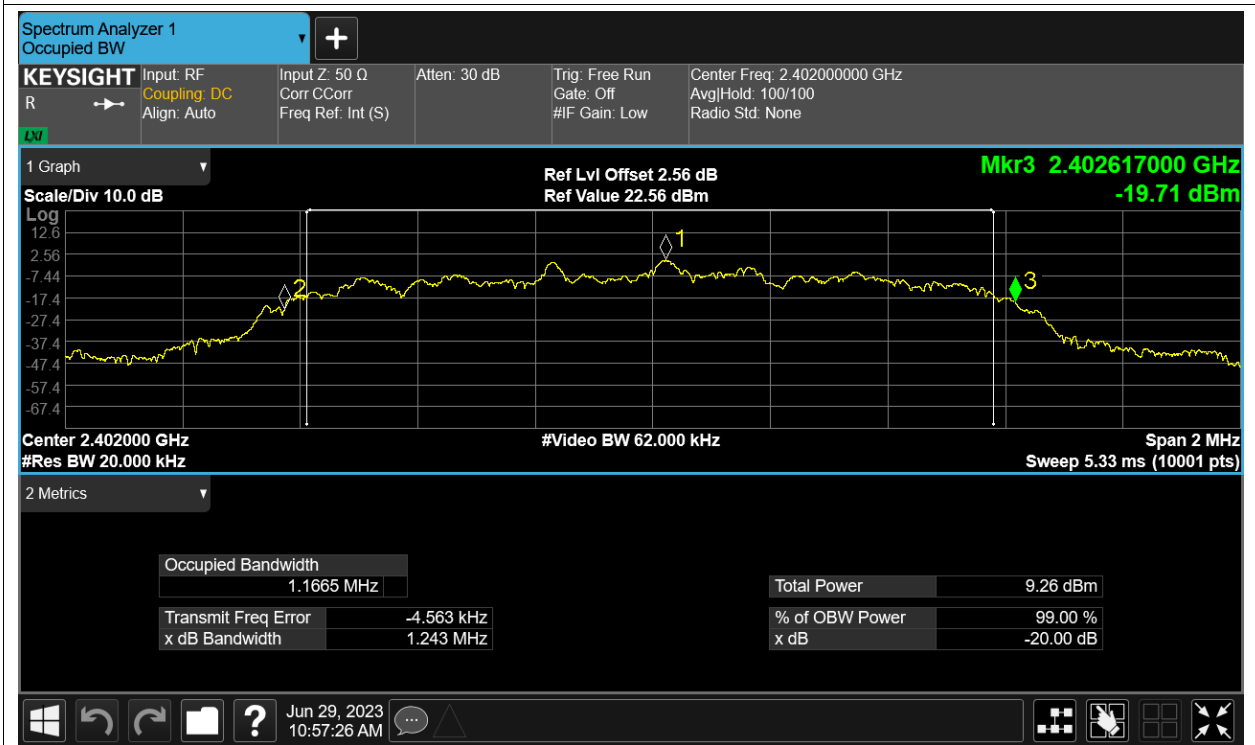 Spectrum Analyzer 1
Occupied BW
KEYSIGHT Input: RF Input Z: 50 Ω Atten: 30 dB Trig: Free Run Center Freq: 2.402000000 GHz
R Coupling: DC Corr CCorr Gate: Off Avg|Hold: 100/100
Align: Auto Freq Ref: Int (S) #IF Gain: Low Radio Std: None
LXI
1 Graph Ref Lvl Offset 2.56 dB Mkr3 2.402617000 GHz
Scale/Div 10.0 dB Ref Value 22.56 dBm -19.71 dBm
Log
12.6
2.56
-7.44
-17.4
-27.4
-37.4
-47.4
-57.4
-67.4
1
2
3
Center 2.402000 GHz #Video BW 62.000 kHz Span 2 MHz
#Res BW 20.000 kHz Sweep 5.33 ms (10001 pts)
2 Metrics
Occupied Bandwidth
1.1665 MHz Total Power 9.26 dBm
Transmit Freq Error -4.563 kHz % of OBW Power 99.00 %
x dB Bandwidth 1.243 MHz x dB -20.00 dB
? Jun 29, 2023
10:57:26 AM